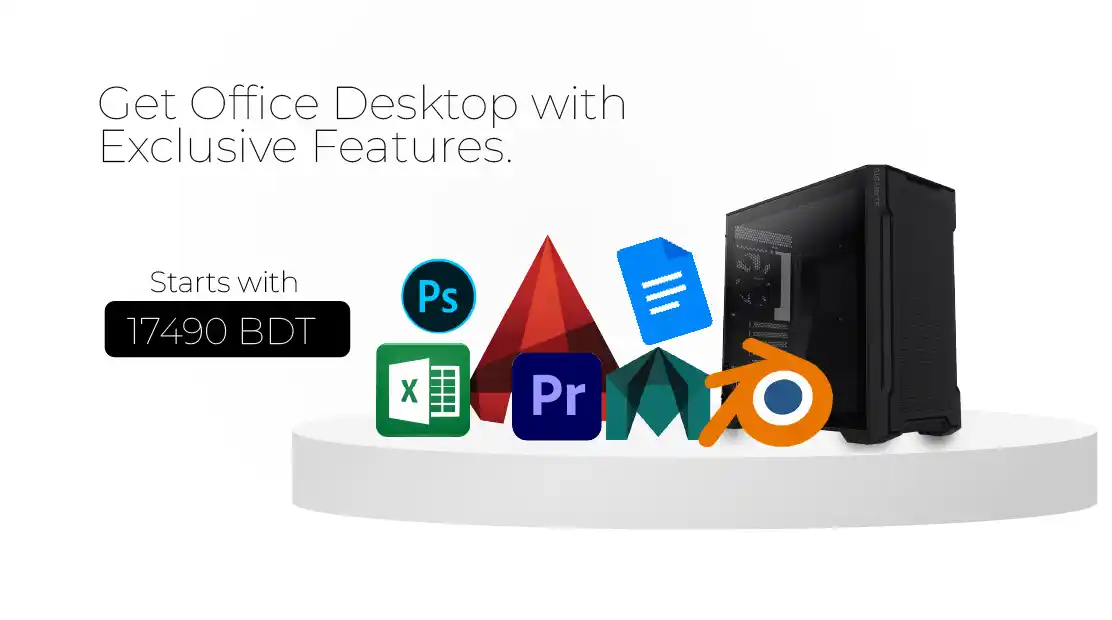 Get Office Desktop with
Exclusive Features.
Starts with
17490 BDT
Ps
X
Pr